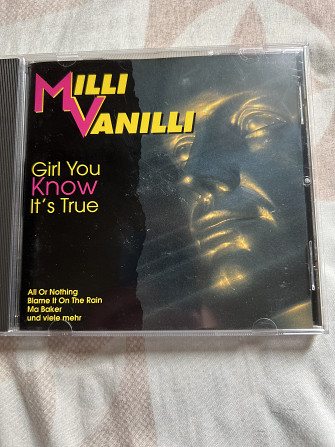 MILLI
VANILLI
Girl You
Know
It's True
All Or Nothing
Blame It On The Rain
Ma Baker
und viele mehr